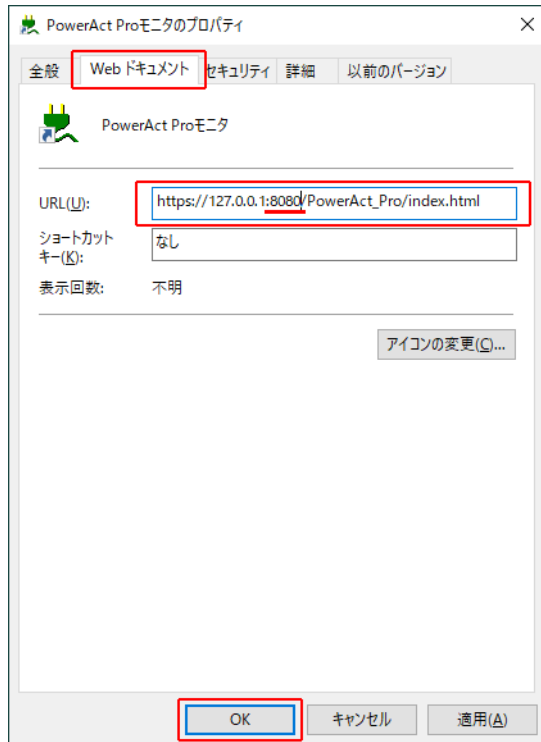 PowerAct Proモニタのプロパティ
全般 Web ドキュメント セキュリティ 詳細 以前のバージョン
PowerAct Proモニタ
URL(U): https://127.0.0.1:8080/PowerAct_Pro/index.html
ショートカット
キー(K): なし
表示回数: 不明
アイコンの変更(C)...
OK キャンセル 適用(A)